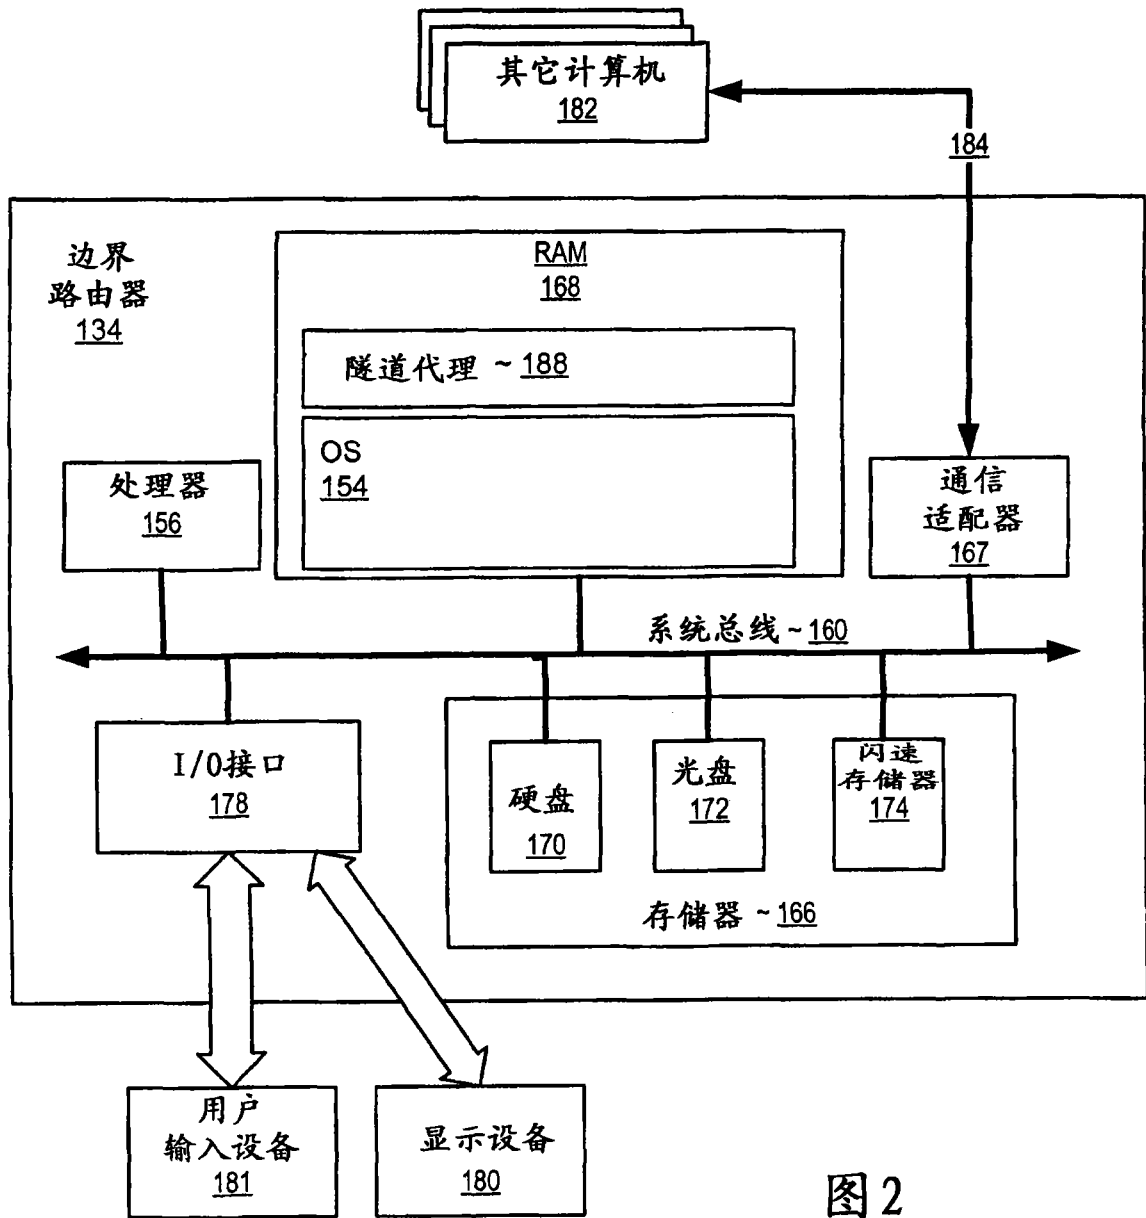 其它计算机
182
184
边界
路由器
134
RAM
168
隧道代理 ~ 188
OS
154
处理器
156
通信
适配器
167
系统总线 ~ 160
I/O接口
178
硬盘
170
光盘
172
闪速
存储器
174
存储器 ~ 166
用户
输入设备
181
显示设备
180
图2